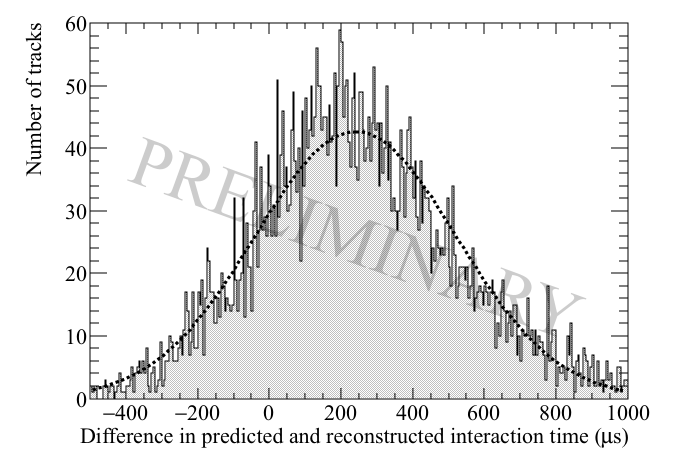 Number of tracks
60
50
40
30
20
10
0
PRELIMINARY
−400 −200 0 200 400 600 800 1000
Difference in predicted and reconstructed interaction time (μs)